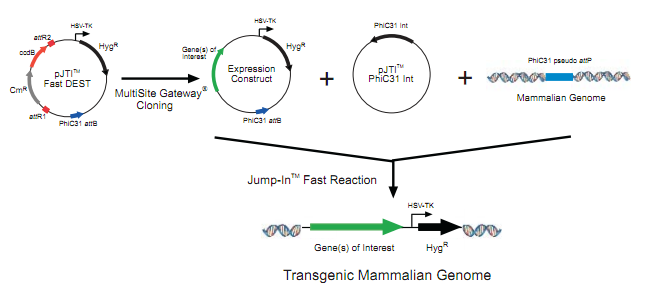 HSV-TK
attR2
ccdB
HygR
pJTI™
Fast DEST
CmR
attR1
PhiC31 attB
MultiSite Gateway®
Cloning
HSV-TK
Gene(s) of
Interest
HygR
Expression
Construct
PhiC31 attB
+
PhiC31 Int
pJTI™
PhiC31 Int
+
PhiC31 pseudo attP
Mammalian Genome
Jump-In™ Fast Reaction
HSV-TK
Gene(s) of Interest
HygR
Transgenic Mammalian Genome